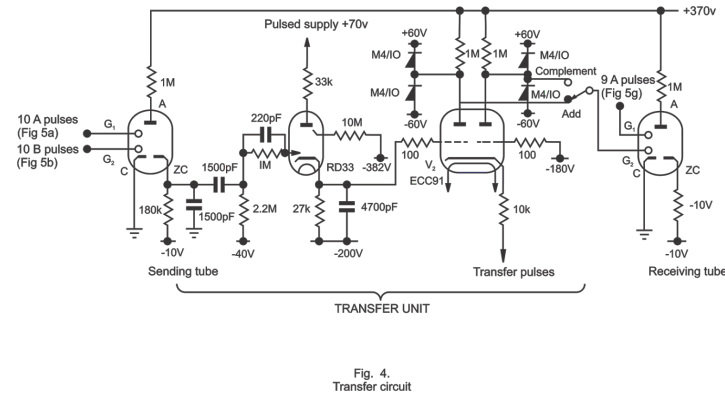 +370v
Pulsed supply +70v
+60V
+60V
M4/IO
1M
1M
M4/IO
1M
33k
Complement
9 A pulses
(Fig 5g)
1M
M4/IO
M4/IO
A
A
10 A pulses
(Fig 5a)
G₁
220pF
10M
-60V
-60V
Add
G₁
10 B pulses
(Fig 5b)
G₂
G₂
C
ZC
1500pF
IM
RD33
-382V
100
V₂
100
-180V
C
ZC
ECC91
180k
1500pF
2.2M
27k
4700pF
10k
-10V
-10V
-40V
-200V
-10V
Sending tube
Transfer pulses
Receiving tube
TRANSFER UNIT
Fig. 4.
Transfer circuit